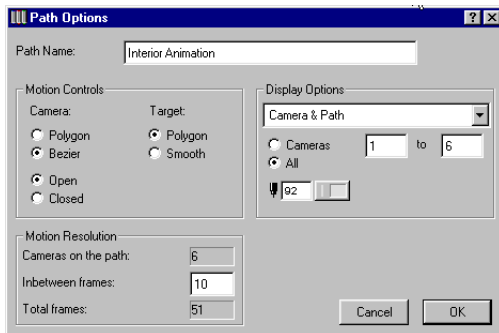 Path Options
Path Name: Interior Animation
Motion Controls
Camera: Target:
Polygon Polygon
Bezier Smooth
Open
Closed
Display Options
Camera & Path
Cameras 1 to 6
All
92
Motion Resolution
Cameras on the path: 6
Inbetween frames: 10
Total frames: 51
Cancel OK